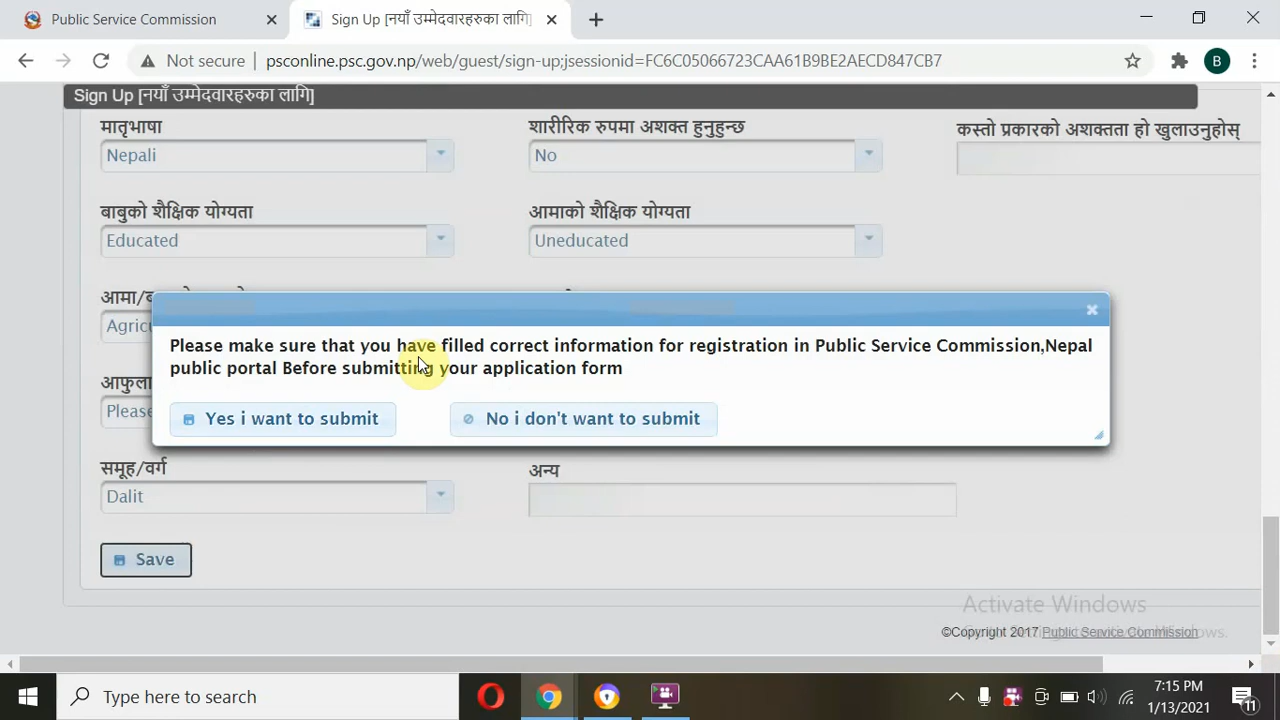 Public Service Commission
Sign Up [नयाँ उम्मेदवारहरुका लागि]
Not secure psconline.psc.gov.np/web/guest/sign-up;jsessionid=FC6C05066723CAA61B9BE2AECD847CB7
B
Sign Up [नयाँ उम्मेदवारहरुका लागि]
मातृभाषा
शारीरिक रुपमा अशक्त हुनुहुन्छ
कस्तो प्रकारको अशक्तता हो खुलाउनुहोस्
Nepali
No
बाबुको शैक्षिक योग्यता
आमाको शैक्षिक योग्यता
Educated
Uneducated
Please make sure that you have filled correct information for registration in Public Service Commission,Nepal
public portal Before submitting your application form
Yes i want to submit
No i don't want to submit
Please
समूह/वर्ग
अन्य
Dalit
Save
Activate Windows
©Copyright 2017 Public Service Commission
Type here to search
7:15 PM
1/13/2021
11